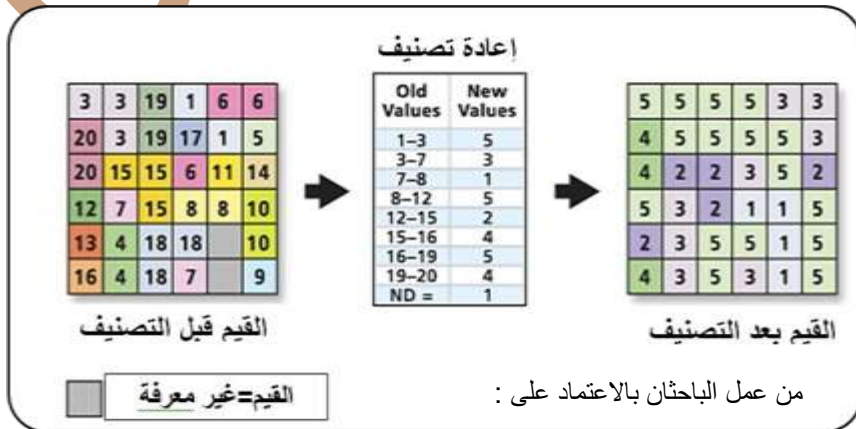 إعادة تصنيف
3 3 19 1 6 6
20 3 19 17 1 5
20 15 15 6 11 14
12 7 15 8 8 10
13 4 18 18 10
16 4 18 7 9
القيم قبل التصنيف
Old Values New Values
1–3 5
3–7 3
7–8 1
8–12 5
12–15 2
15–16 4
16–19 5
19–20 4
ND = 1
5 5 5 5 3 3
4 5 5 5 5 3
4 2 2 3 5 2
5 3 2 1 1 5
2 3 5 5 1 5
4 3 5 3 1 5
القيم بعد التصنيف
القيم=غير معرفة
من عمل الباحثان بالاعتماد على :